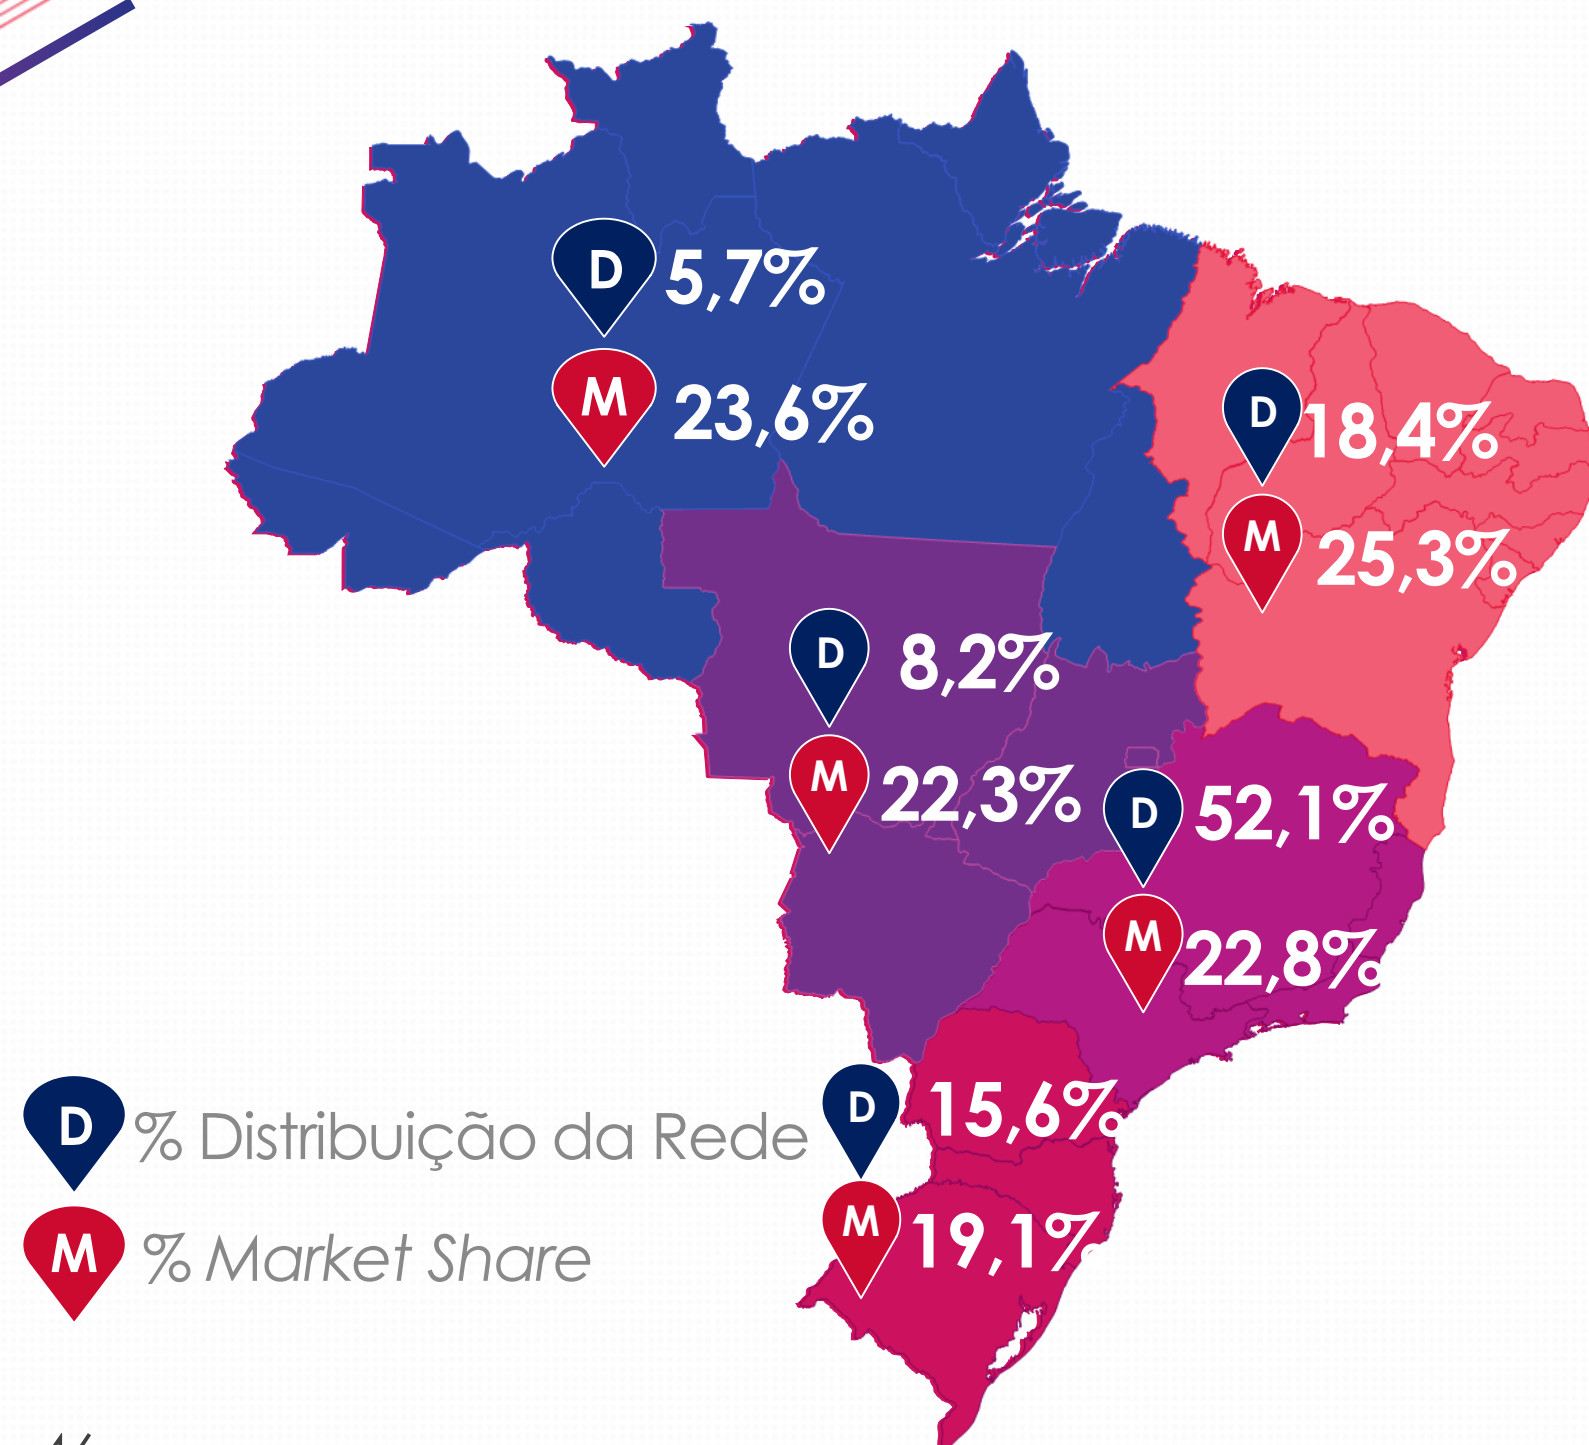 D 5,7%
M 23,6%
D 18,4%
M 25,3%
D 8,2%
M 22,3%
D 52,1%
M 22,8%
D 15,6%
M 19,1%
D % Distribuição da Rede
M % Market Share